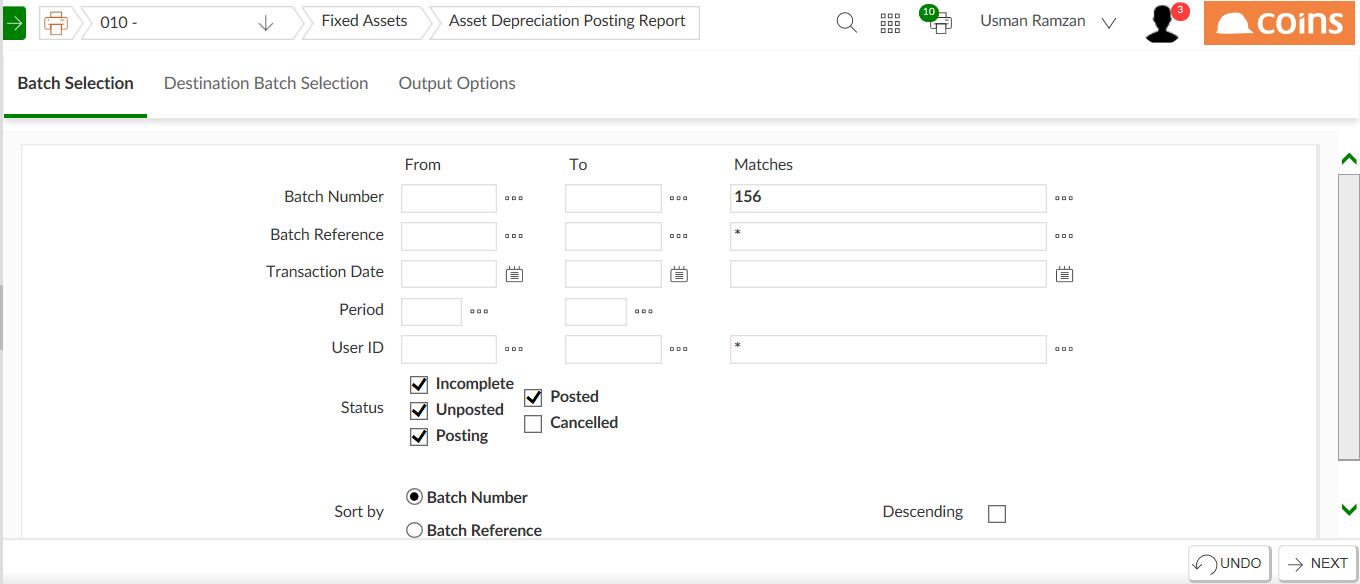 010 -
Fixed Assets
Asset Depreciation Posting Report
10
Usman Ramzan
3
coins
Batch Selection
Destination Batch Selection
Output Options
From To Matches
Batch Number 156
Batch Reference *
Transaction Date
Period
User ID *
Status
Incomplete
Unposted
Posting
Posted
Cancelled
Sort by
Batch Number
Batch Reference
Descending
UNDO
NEXT